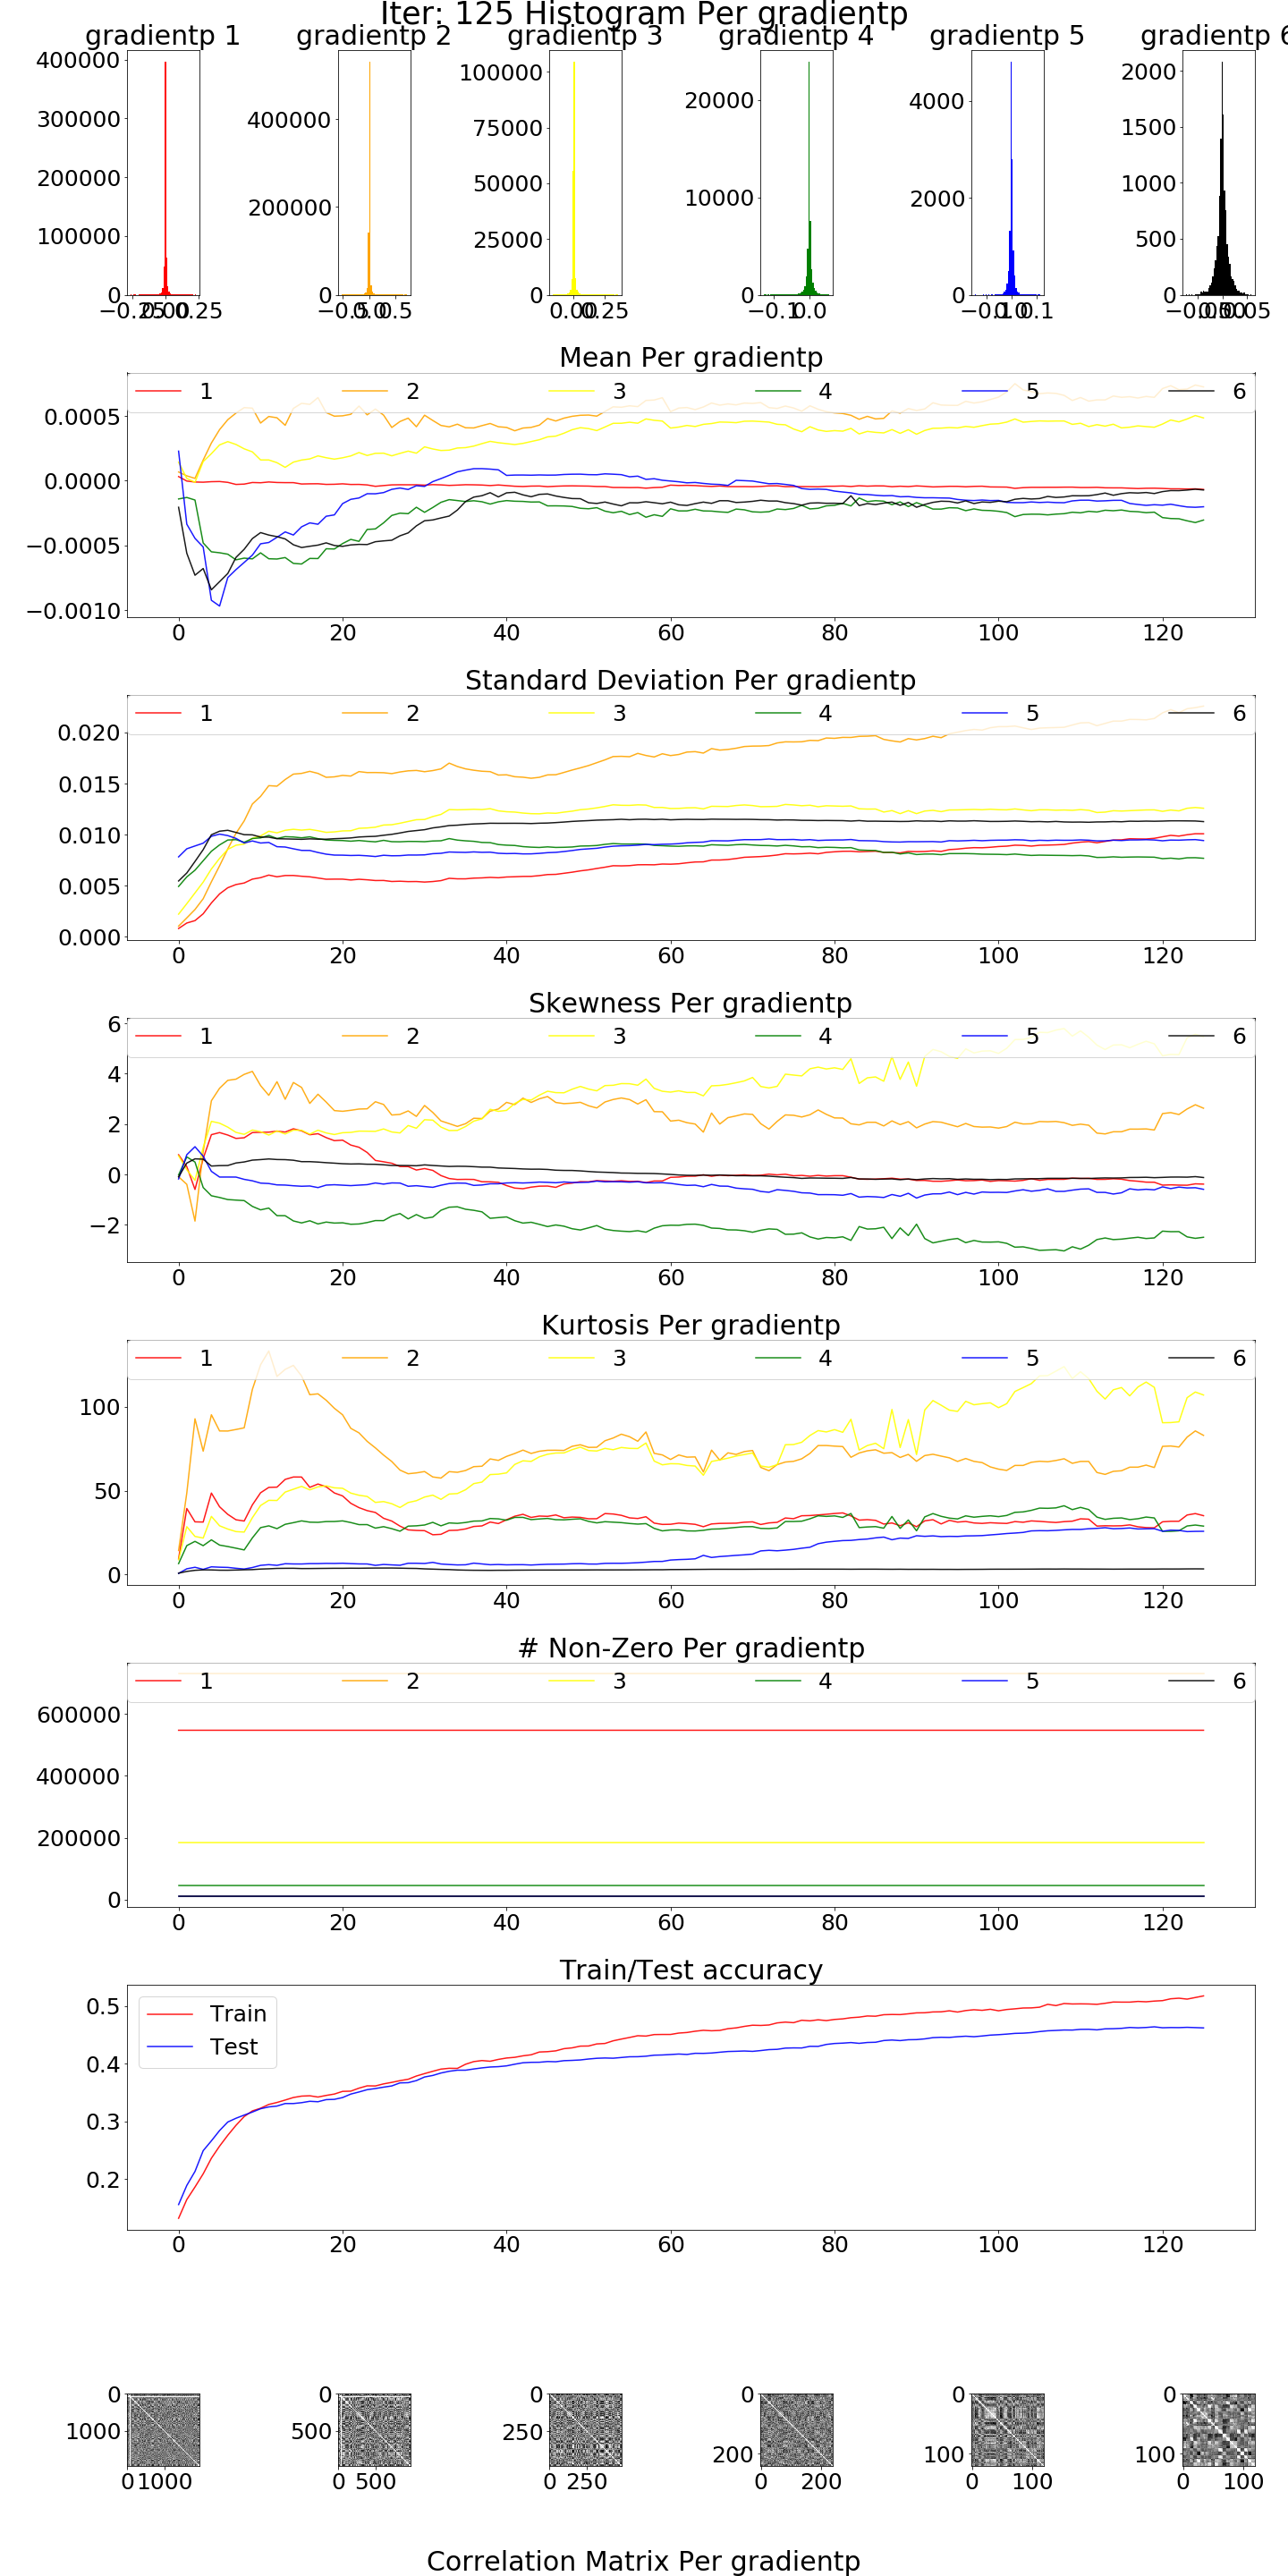 Iter: 125 Histogram Per gradientp
gradientp 1 gradientp 2 gradientp 3 gradientp 4 gradientp 5 gradientp 6
400000
300000
200000
100000
0
400000
200000
0
100000
75000
50000
25000
0
20000
10000
0
4000
2000
0
2000
1500
1000
500
0
−0.25 0.00 0.25
−0.5 0.0 0.5
0.00 0.25
−0.1 0.0
−0.1 0.0 0.1
−0.05 0.00 0.05
Mean Per gradientp
1 2 3 4 5 6
0.0005
0.0000
−0.0005
−0.0010
0 20 40 60 80 100 120
Standard Deviation Per gradientp
1 2 3 4 5 6
0.020
0.015
0.010
0.005
0.000
0 20 40 60 80 100 120
Skewness Per gradientp
1 2 3 4 5 6
6
4
2
0
−2
0 20 40 60 80 100 120
Kurtosis Per gradientp
1 2 3 4 5 6
100
50
0
0 20 40 60 80 100 120
# Non-Zero Per gradientp
1 2 3 4 5 6
600000
400000
200000
0
0 20 40 60 80 100 120
Train/Test accuracy
Train
Test
0.5
0.4
0.3
0.2
0 20 40 60 80 100 120
0
1000
0 1000
0
500
0 500
0
250
0 250
0
200
0 200
0
100
0 100
0
100
0 100
Correlation Matrix Per gradientp